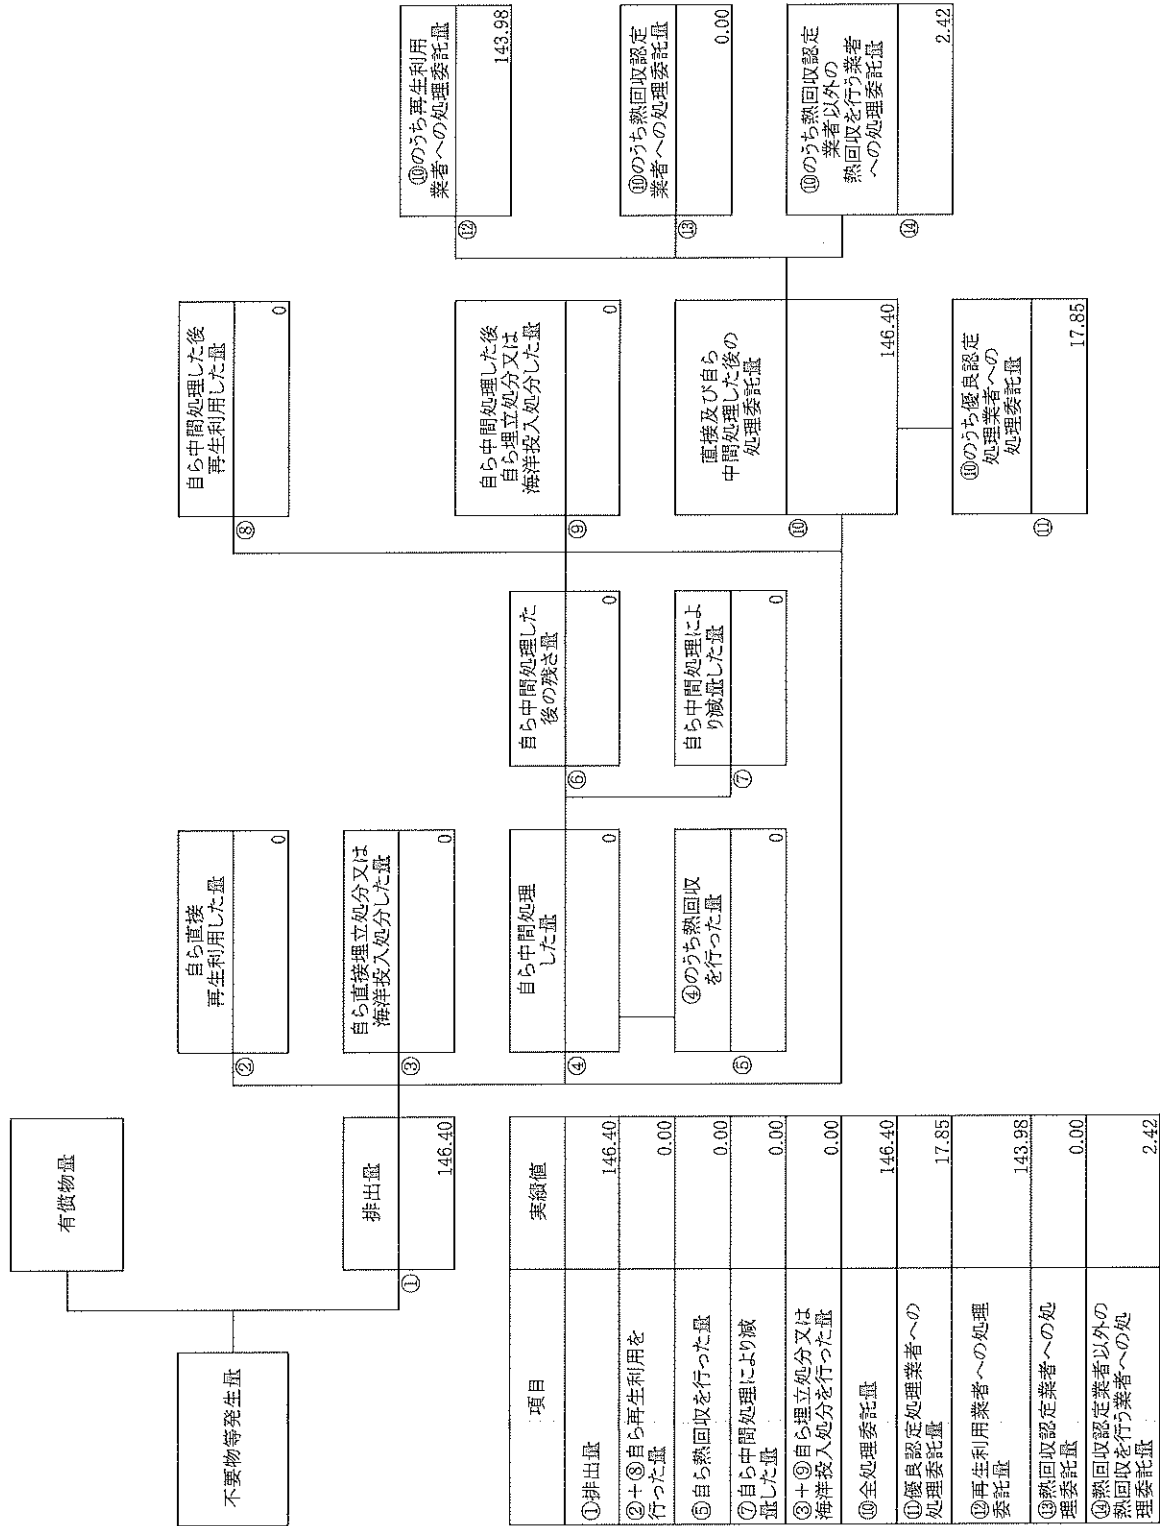 不要物等発生量
有償物量
排出量
①
146.40
自ら直接
再生利用した量
②
0
自ら直接埋立処分又は
海洋投入処分した量
③
0
自ら中間処理
した量
④
0
④のうち熱回収
を行った量
⑤
0
自ら中間処理した
後の残さ量
⑥
0
自ら中間処理によ
り減量した量
⑦
0
自ら中間処理した後
再生利用した量
⑧
0
自ら中間処理した後
自ら埋立処分又は
海洋投入処分した量
⑨
0
直接及び自ら
中間処理した後の
処理委託量
⑩
146.40
⑩のうち優良認定
処理業者への
処理委託量
⑪
17.85
⑩のうち再生利用
業者への処理委託量
⑫
143.98
⑩のうち熱回収認定
業者への処理委託量
⑬
0.00
⑩のうち熱回収認定
業者以外の
熱回収を行う業者
への処理委託量
⑭
2.42
項目
実績値
①排出量
146.40
②+⑧自ら再生利用を
行った量
0.00
⑤自ら熱回収を行った量
0.00
⑦自ら中間処理により減
量した量
0.00
③+⑨自ら埋立処分又は
海洋投入処分を行った量
0.00
⑩全処理委託量
146.40
⑪優良認定処理業者への
処理委託量
17.85
⑫再生利用業者への処理
委託量
143.98
⑬熱回収認定業者への処
理委託量
0.00
⑭熱回収認定業者以外の
熱回収を行う業者への処
理委託量
2.42